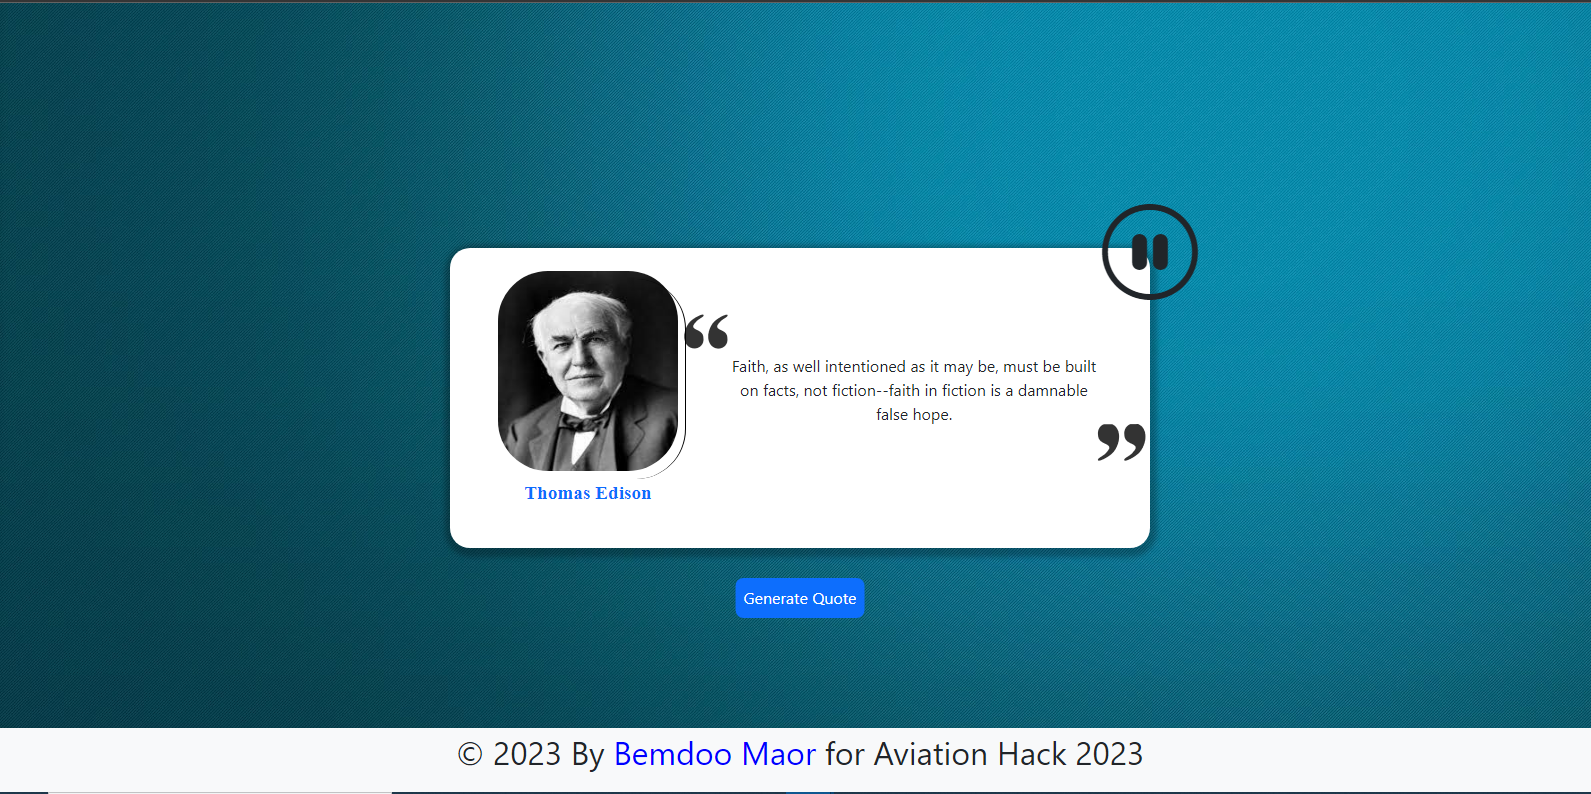 “
Faith, as well intentioned as it may be, must be built
on facts, not fiction--faith in fiction is a damnable
false hope.
”
Thomas Edison
Generate Quote
© 2023 By Bemdoo Maor for Aviation Hack 2023